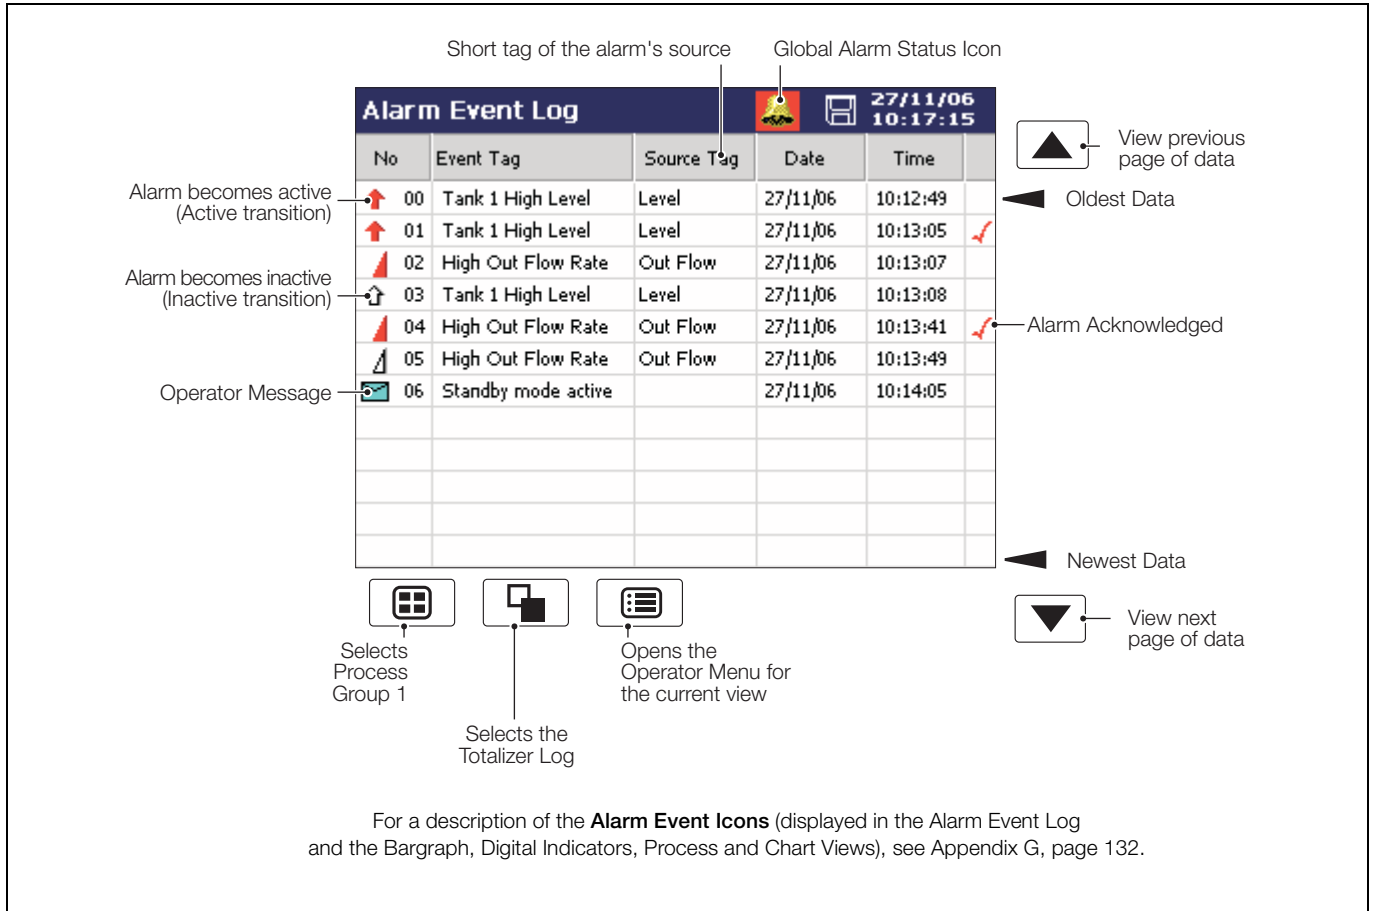 Short tag of the alarm's source
Global Alarm Status Icon
Alarm Event Log
27/11/06
10:17:15
View previous
page of data
No Event Tag Source Tag Date Time
Alarm becomes active
(Active transition)
00 Tank 1 High Level Level 27/11/06 10:12:49
Oldest Data
01 Tank 1 High Level Level 27/11/06 10:13:05
02 High Out Flow Rate Out Flow 27/11/06 10:13:07
Alarm becomes inactive
(Inactive transition)
03 Tank 1 High Level Level 27/11/06 10:13:08
04 High Out Flow Rate Out Flow 27/11/06 10:13:41
Alarm Acknowledged
05 High Out Flow Rate Out Flow 27/11/06 10:13:49
Operator Message
06 Standby mode active 27/11/06 10:14:05
Newest Data
View next
page of data
Selects
Process
Group 1
Selects the
Totalizer Log
Opens the
Operator Menu for
the current view
For a description of the Alarm Event Icons (displayed in the Alarm Event Log
and the Bargraph, Digital Indicators, Process and Chart Views), see Appendix G, page 132.